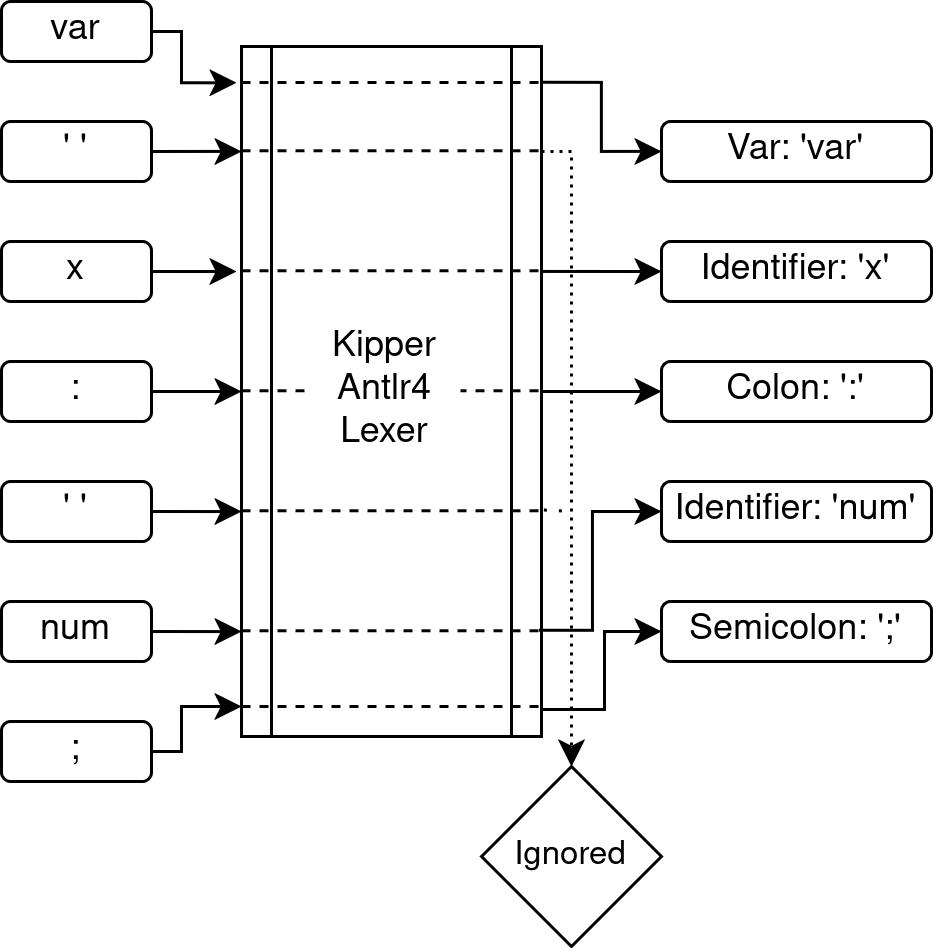 var
' '
x
:
' '
num
;
Kipper
Antlr4
Lexer
Var: 'var'
Identifier: 'x'
Colon: ':'
Identifier: 'num'
Semicolon: ';'
Ignored